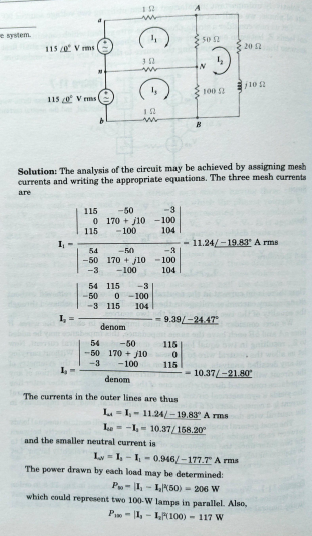 1 Ω
a
A
e system.
115 /0° V rms
I₁
50 Ω
20 Ω
3 Ω
I₂
n
N
115 /0° V rms
I₃
100 Ω
j10 Ω
1 Ω
b
B
Solution: The analysis of the circuit may be achieved by assigning mesh
currents and writing the appropriate equations. The three mesh currents
are
115 -50 -3
0 170 + j10 -100
115 -100 104
I₁ = = 11.24/-19.83° A rms
54 -50 -3
-50 170 + j10 -100
-3 -100 104
54 115 -3
-50 0 -100
-3 115 104
I₂ = = 9.39/-24.47°
denom
54 -50 115
-50 170 + j10 0
-3 -100 115
I₃ = = 10.37/-21.80°
denom
The currents in the outer lines are thus
IₐA = I₁ = 11.24/-19.83° A rms
= -I₃ = 10.37/158.20°
and the smaller neutral current is
IₙN = I₃ - I₁ = 0.946/-177.7° A rms
The power drawn by each load may be determined:
P₅₀ = |I₁ - I₂|²(50) = 206 W
which could represent two 100-W lamps in parallel. Also,
P₁₀₀ = |I₃ - I₂|²(100) = 117 W